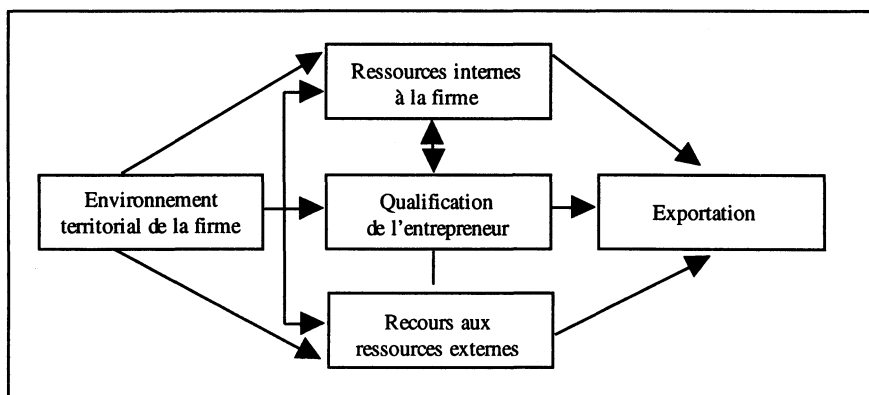 Ressources internes
à la firme
Environnement
territorial de la firme
Qualification
de l'entrepreneur
Exportation
Recours aux
ressources externes